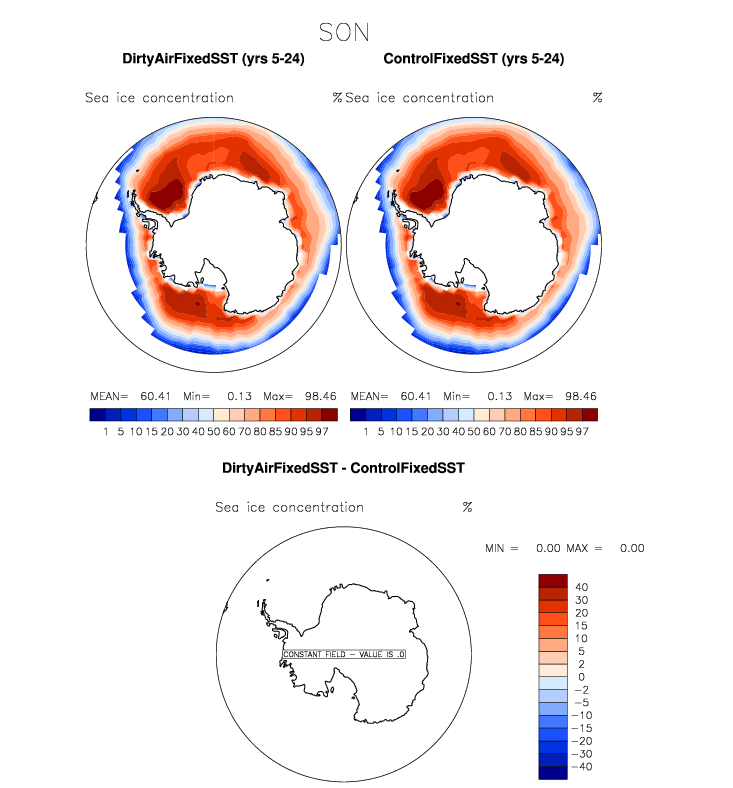 SON
DirtyAirFixedSST (yrs 5-24) ControlFixedSST (yrs 5-24)
Sea ice concentration % Sea ice concentration %
MEAN= 60.41 Min= 0.13 Max= 98.46 MEAN= 60.41 Min= 0.13 Max= 98.46
1 5 10 15 20 30 40 50 60 70 80 85 90 95 97 1 5 10 15 20 30 40 50 60 70 80 85 90 95 97
DirtyAirFixedSST - ControlFixedSST
Sea ice concentration %
MIN = 0.00 MAX = 0.00
40
30
20
15
10
5
2
0
-2
-5
-10
-15
-20
-30
-40
CONSTANT FIELD - VALUE IS .0